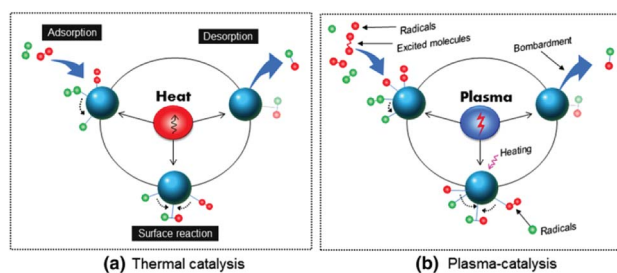 Adsorption
Desorption
Heat
Surface reaction
(a) Thermal catalysis
Radicals
Excited molecules
Bombardment
Plasma
Heating
Radicals
(b) Plasma-catalysis